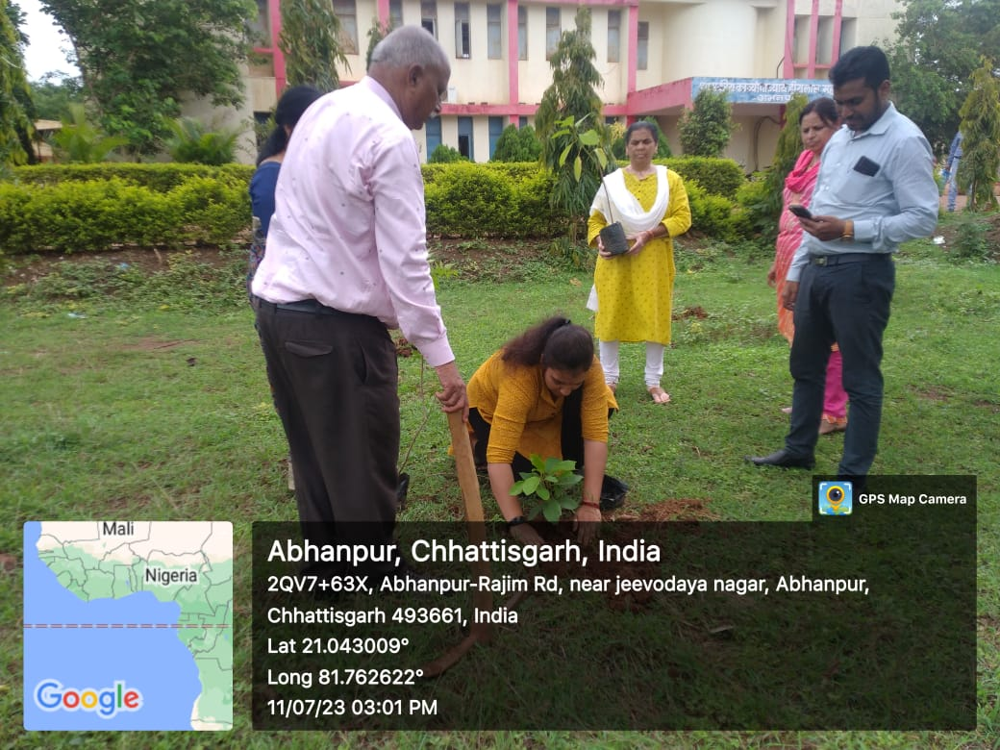 GPS Map Camera
Mali
Nigeria
Google
Abhanpur, Chhattisgarh, India
2QV7+63X, Abhanpur-Rajim Rd, near jeevodaya nagar, Abhanpur,
Chhattisgarh 493661, India
Lat 21.043009°
Long 81.762622°
11/07/23 03:01 PM